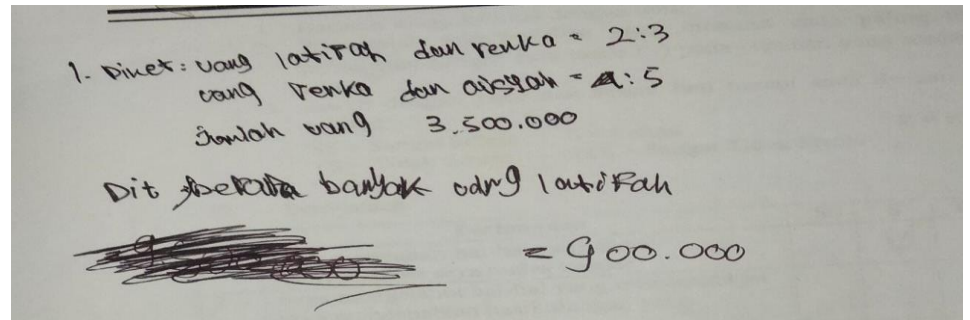 1. Diket: uang latifah dan renka = 2:3
uang renka dan aisyah = 4:5
Jumlah uang 3.500.000
Dit berapa banyak uang latifah
= 900.000